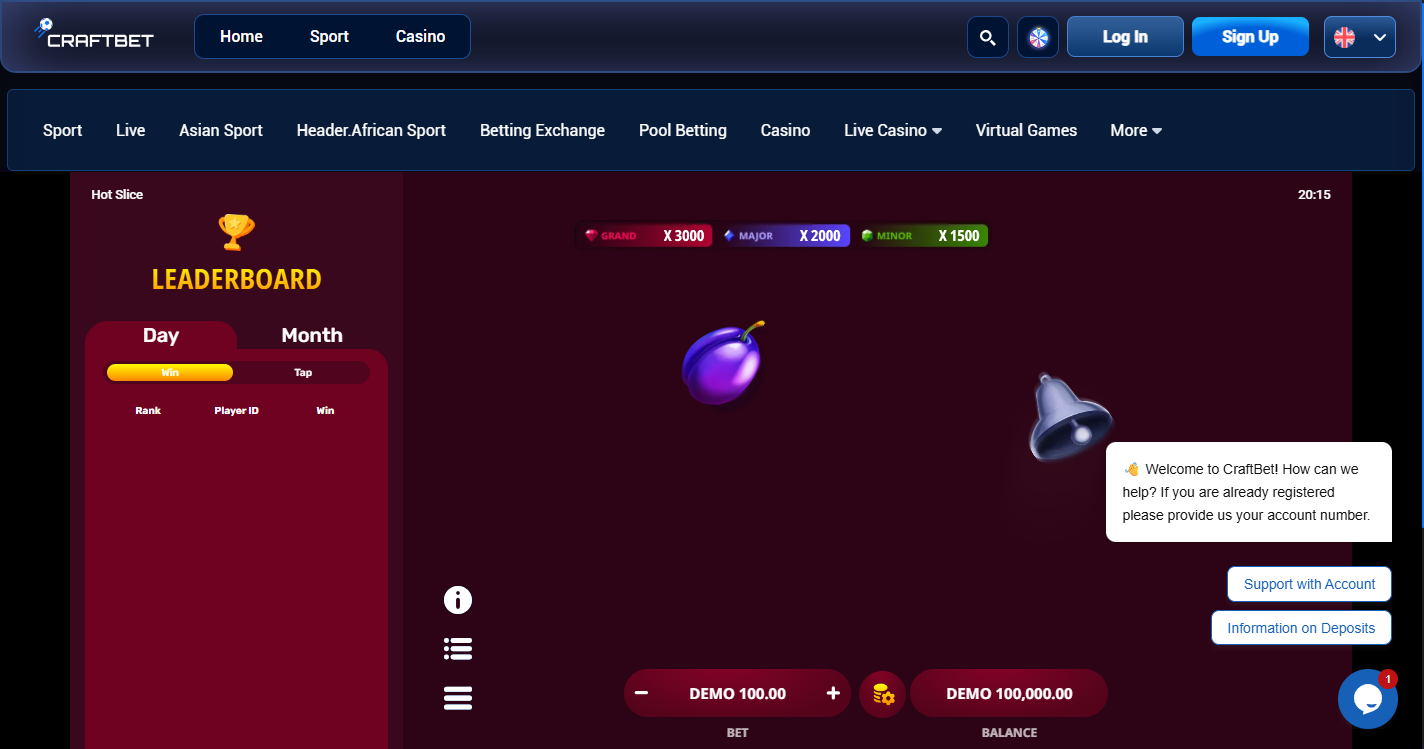 CRAFTBET
Home Sport Casino
Log In Sign Up
Sport Live Asian Sport Header.African Sport Betting Exchange Pool Betting Casino Live Casino Virtual Games More
Hot Slice
20:15
GRAND X 3000 MAJOR X 2000 MINOR X 1500
LEADERBOARD
Day Month
Win Tap
Rank Player ID Win
👋 Welcome to CraftBet! How can we
help? If you are already registered
please provide us your account number.
Support with Account
Information on Deposits
1
− DEMO 100.00 + DEMO 100,000.00
BET BALANCE